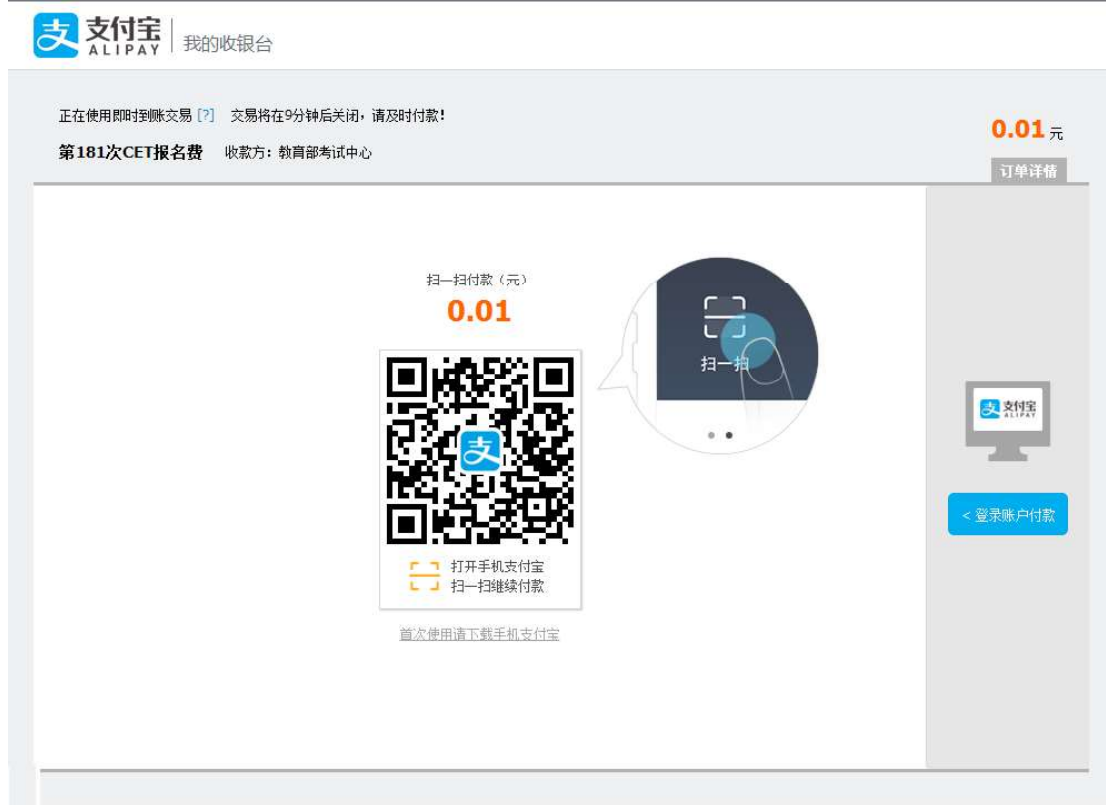 支付宝
ALIPAY
我的收银台
正在使用即时到账交易 [?] 交易将在9分钟后关闭，请及时付款！
第181次CET报名费 收款方：教育部考试中心
0.01 元
订单详情
扫一扫付款（元）
0.01
扫一扫
支
打开手机支付宝
扫一扫继续付款
首次使用请下载手机支付宝
支付宝
ALIPAY
< 登录账户付款